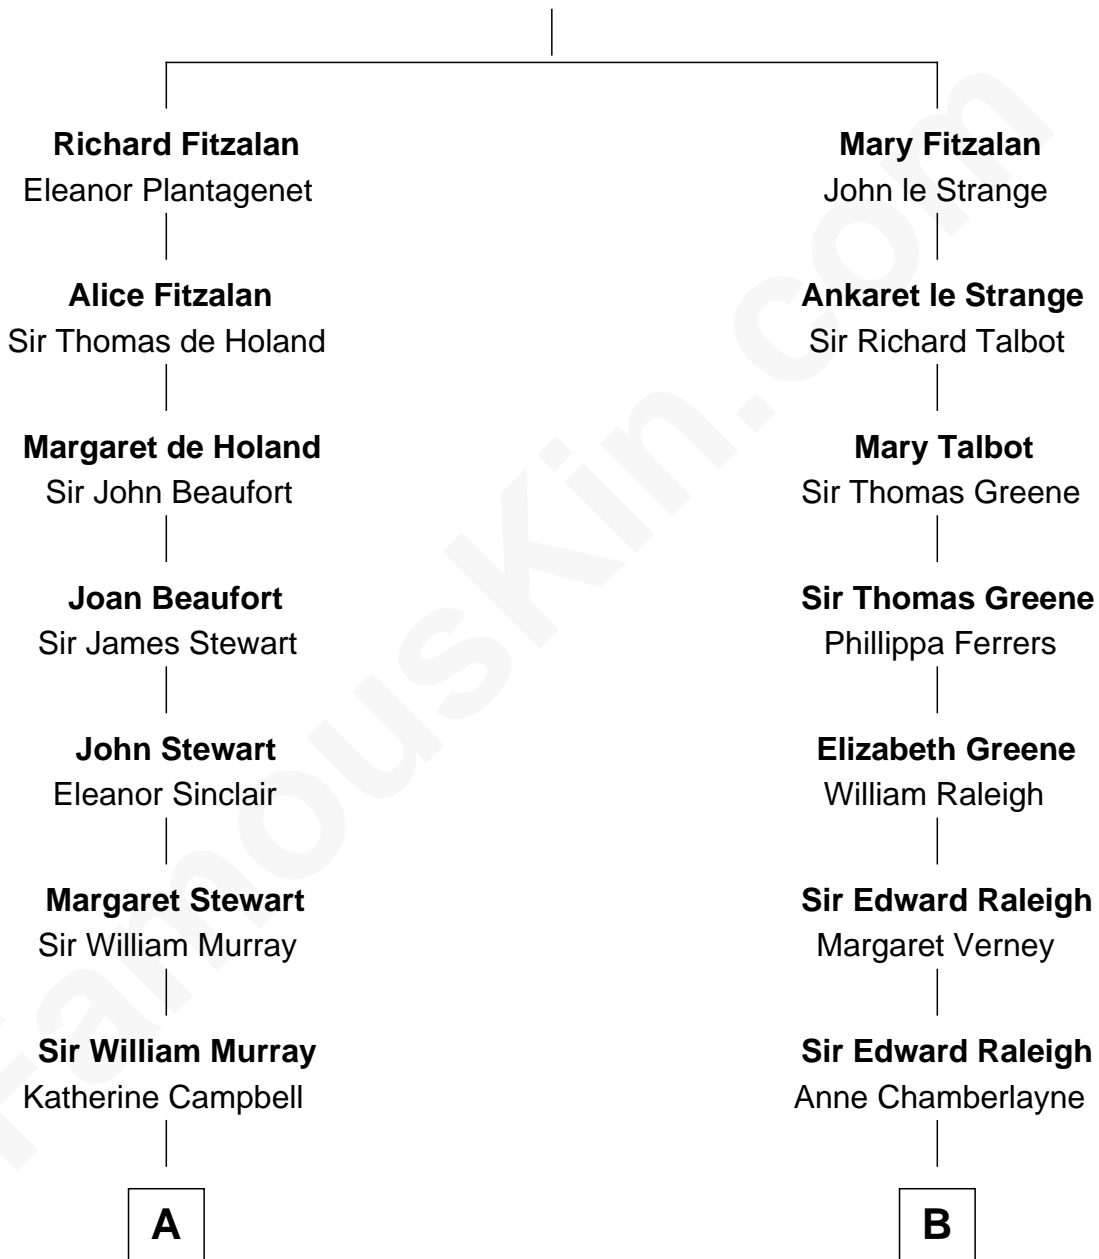 Richard Fitzalan
Eleanor Plantagenet
Alice Fitzalan
Sir Thomas de Holand
Margaret de Holand
Sir John Beaufort
Joan Beaufort
Sir James Stewart
John Stewart
Eleanor Sinclair
Margaret Stewart
Sir William Murray
Sir William Murray
Katherine Campbell
A
Mary Fitzalan
John le Strange
Ankaret le Strange
Sir Richard Talbot
Mary Talbot
Sir Thomas Greene
Sir Thomas Greene
Phillippa Ferrers
Elizabeth Greene
William Raleigh
Sir Edward Raleigh
Margaret Verney
Sir Edward Raleigh
Anne Chamberlayne
B
FamousKin.com